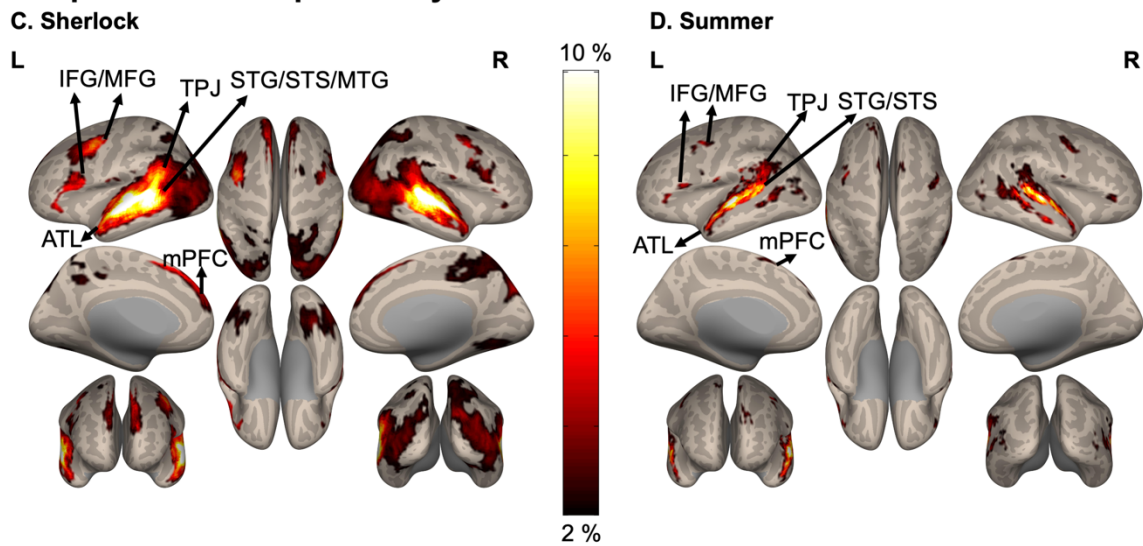 C. Sherlock
L
R
IFG/MFG
TPJ
STG/STS/MTG
ATL
mPFC
10 %
2 %
D. Summer
L
R
IFG/MFG
TPJ
STG/STS
ATL
mPFC